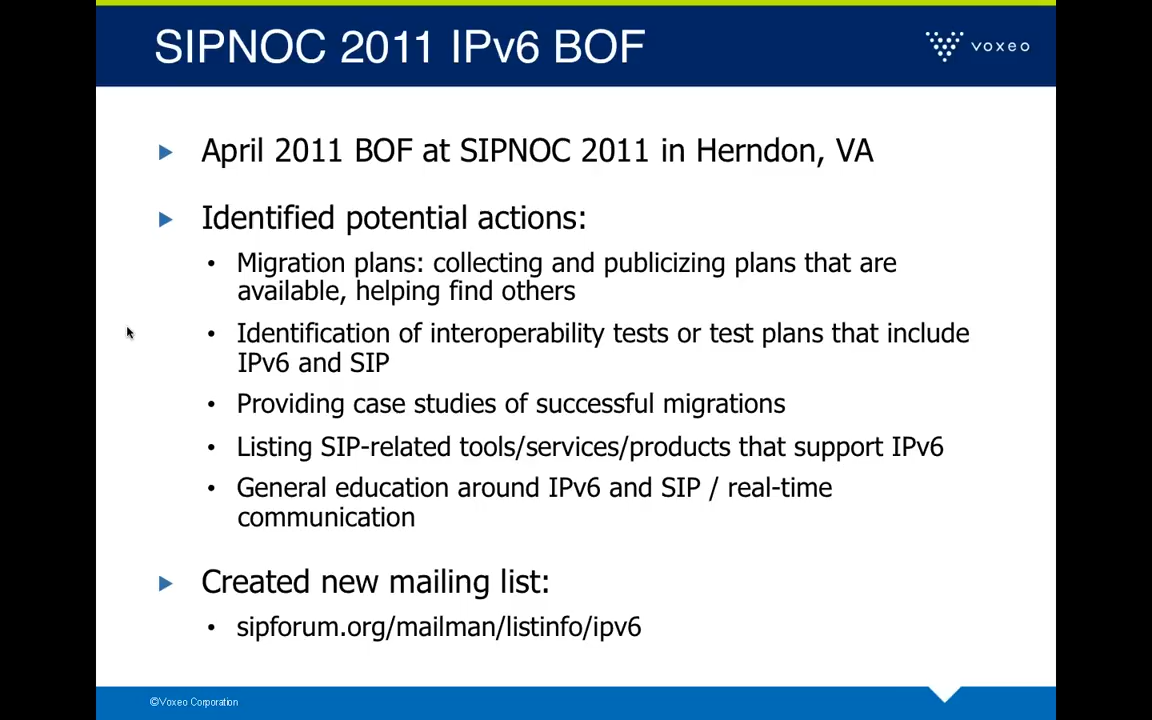 SIPNOC 2011 IPv6 BOF
voxeo
April 2011 BOF at SIPNOC 2011 in Herndon, VA
Identified potential actions:
• Migration plans: collecting and publicizing plans that are
available, helping find others
• Identification of interoperability tests or test plans that include
IPv6 and SIP
• Providing case studies of successful migrations
• Listing SIP-related tools/services/products that support IPv6
• General education around IPv6 and SIP / real-time
communication
Created new mailing list:
• sipforum.org/mailman/listinfo/ipv6
©Voxeo Corporation